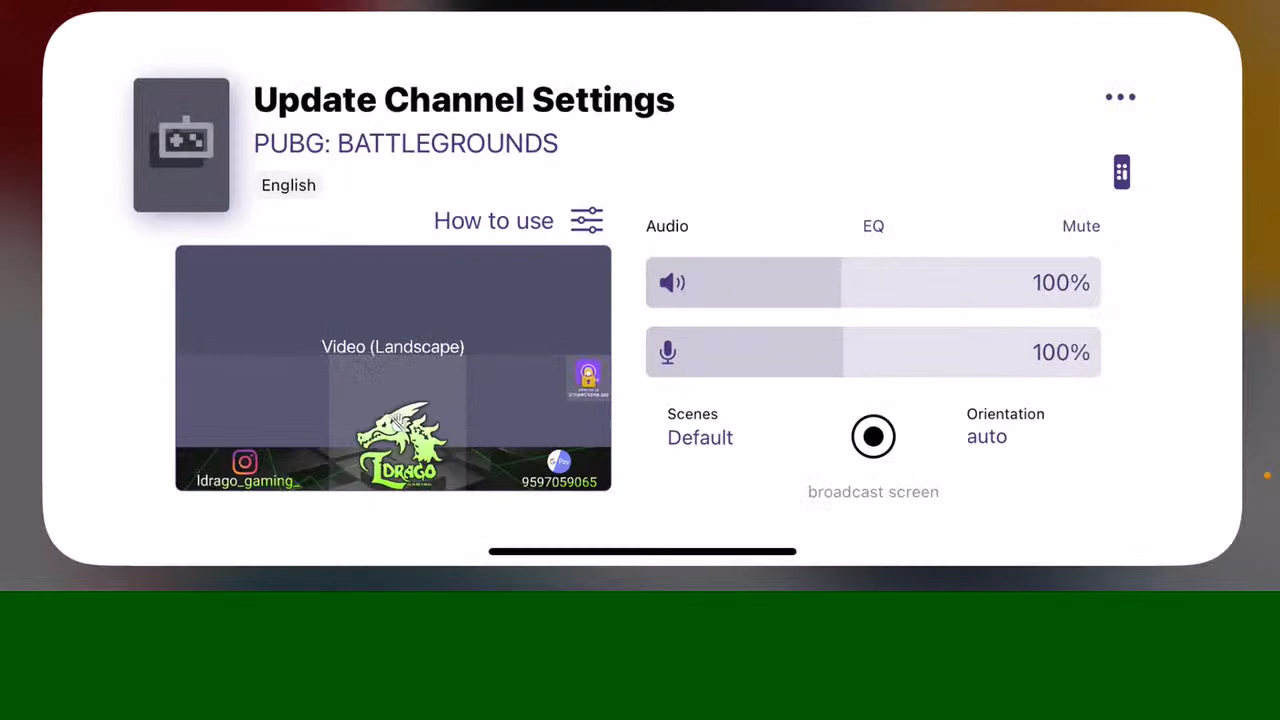 Update Channel Settings
PUBG: BATTLEGROUNDS
English
How to use
Audio
EQ
Mute
100%
100%
Video (Landscape)
LDRAGO
ldrago_gaming_
G Pay
9597059065
Scenes
Default
Orientation
auto
broadcast screen